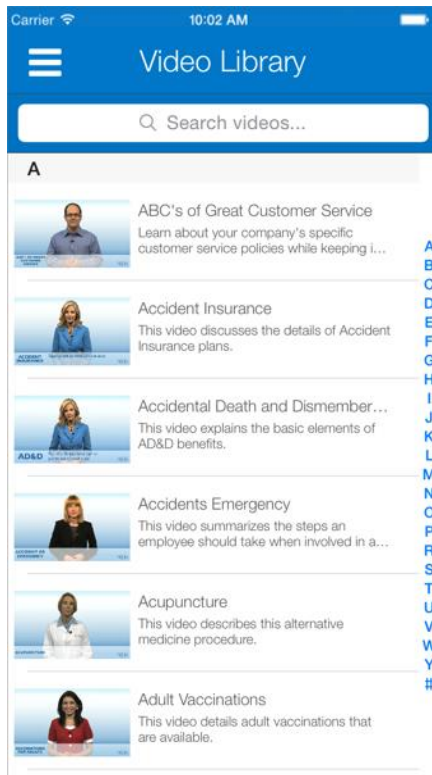 Carrier 10:02 AM
Video Library
Search videos...
A
ABC's of Great Customer Service
Learn about your company's specific
customer service policies while keeping i...
Accident Insurance
This video discusses the details of Accident
Insurance plans.
ACCIDENT
INSURANCE
Accidental Death and Dismember...
This video explains the basic elements of
AD&D benefits.
AD&D
Accidents Emergency
This video summarizes the steps an
employee should take when involved in a...
Acupuncture
This video describes this alternative
medicine procedure.
Adult Vaccinations
This video details adult vaccinations that
are available.
A
B
C
D
E
F
G
H
I
J
K
L
M
N
O
P
R
S
T
U
V
W
Y
#